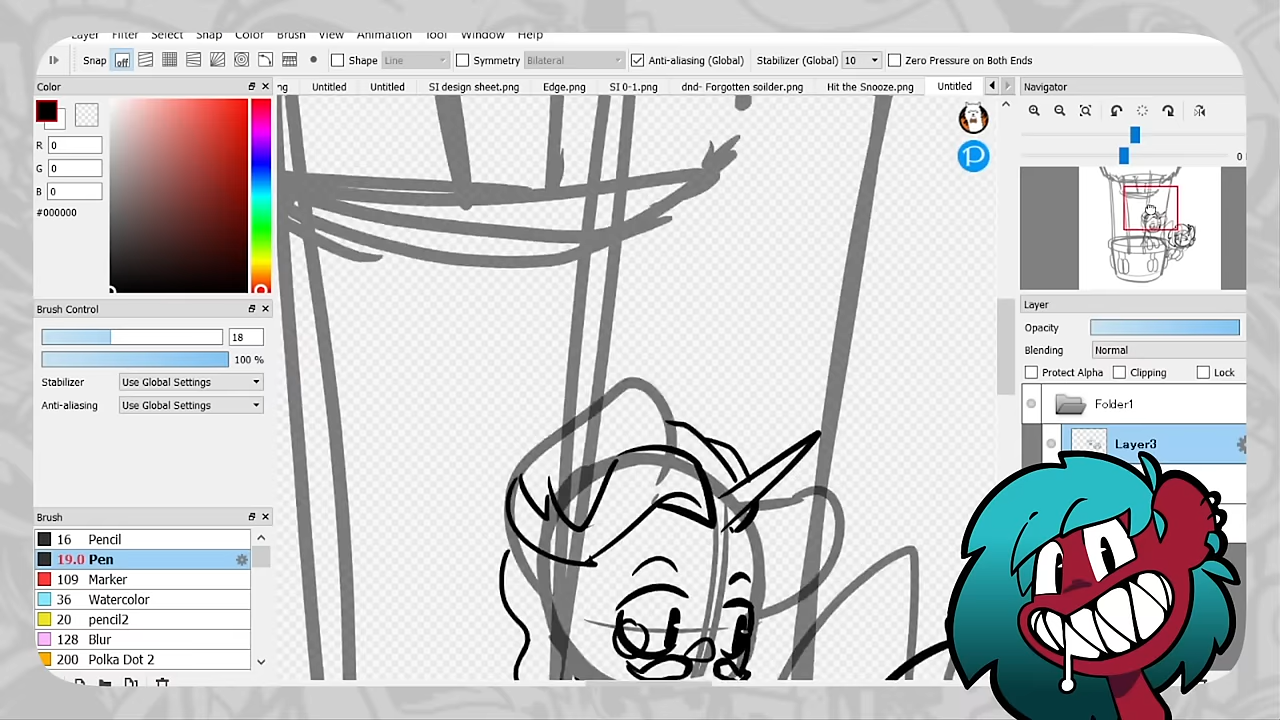 Layer Filter Select Snap Color Brush View Animation Tool Window Help
Snap off Shape Line Symmetry Bilateral Anti-aliasing (Global) Stabilizer (Global) 10 Zero Pressure on Both Ends
Color
ng Untitled Untitled SI design sheet.png Edge.png SI 0-1.png dnd- Forgotten soilder.png Hit the Snooze.png Untitled
Navigator
R 0
G 0
B 0
#000000
0
Layer
Opacity
Blending Normal
Protect Alpha Clipping Lock
Folder1
Layer3
Brush Control
18
100 %
Stabilizer Use Global Settings
Anti-aliasing Use Global Settings
Brush
16 Pencil
19.0 Pen
109 Marker
36 Watercolor
20 pencil2
128 Blur
200 Polka Dot 2